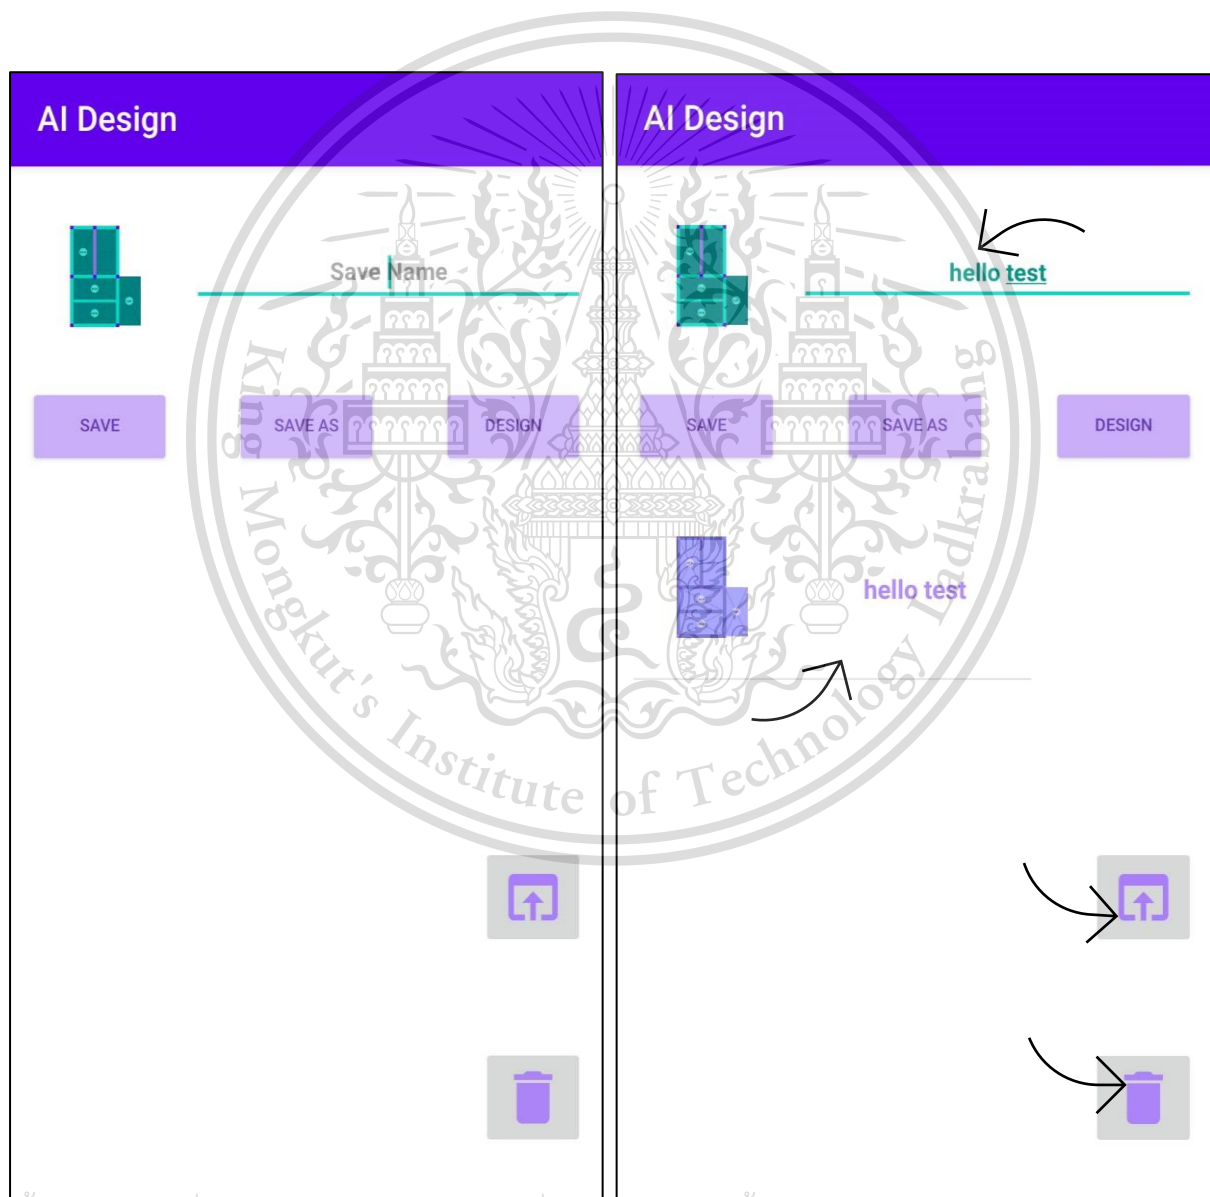 AI Design
Save Name
SAVE
SAVE AS
DESIGN
AI Design
hello test
SAVE
SAVE AS
DESIGN
hello test
King Mongkut's Institute of Technology Ladkrabang